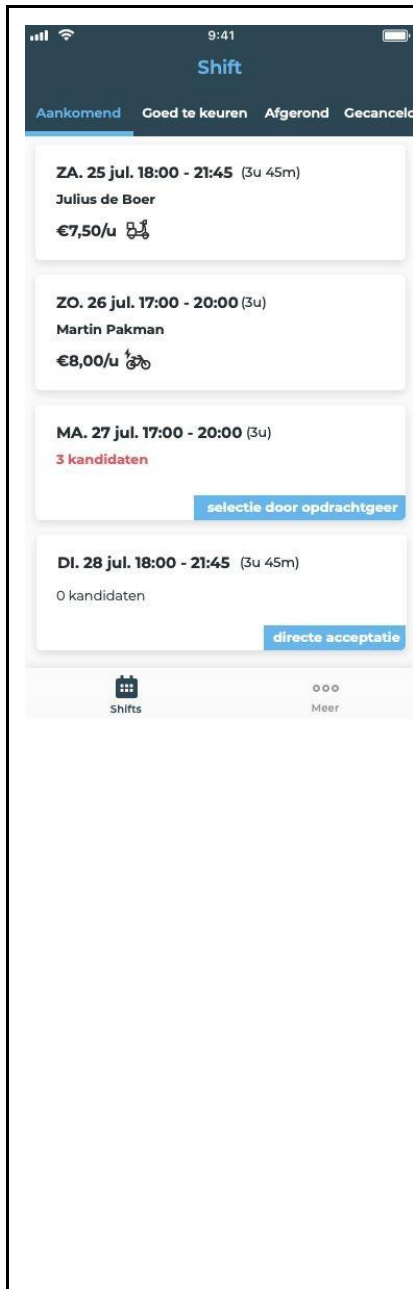 9:41
Shift
Aankomend Goed te keuren Afgerond Gecanceld
ZA. 25 jul. 18:00 - 21:45 (3u 45m)
Julius de Boer
€7,50/u
ZO. 26 jul. 17:00 - 20:00 (3u)
Martin Pakman
€8,00/u
MA. 27 jul. 17:00 - 20:00 (3u)
3 kandidaten
selectie door opdrachtgeer
DI. 28 jul. 18:00 - 21:45 (3u 45m)
0 kandidaten
directe acceptatie
Shifts Meer